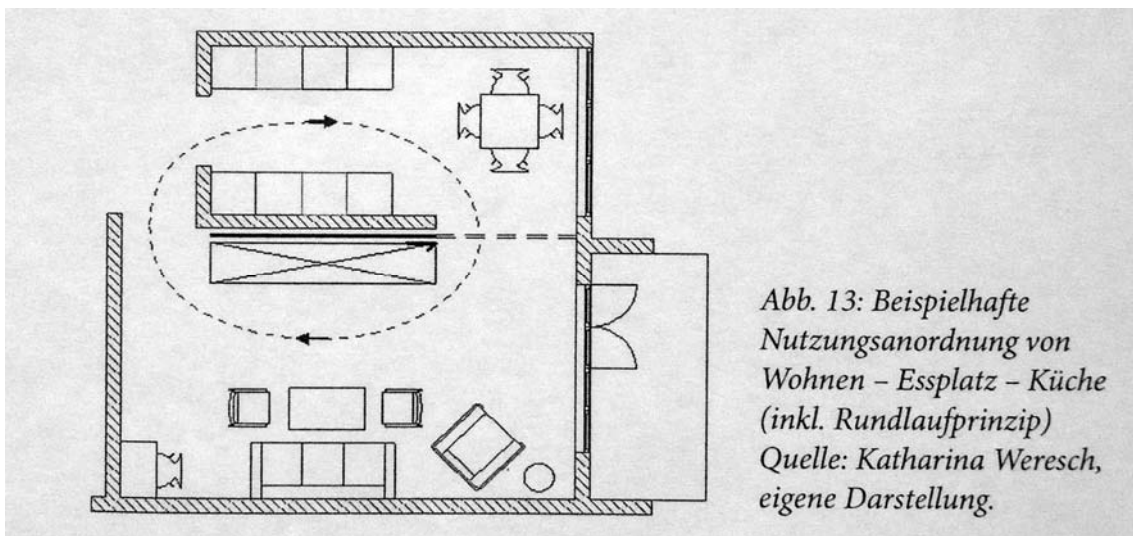 Abb. 13: Beispielhafte
Nutzungsanordnung von
Wohnen – Essplatz – Küche
(inkl. Rundlaufprinzip)
Quelle: Katharina Weresch,
eigene Darstellung.